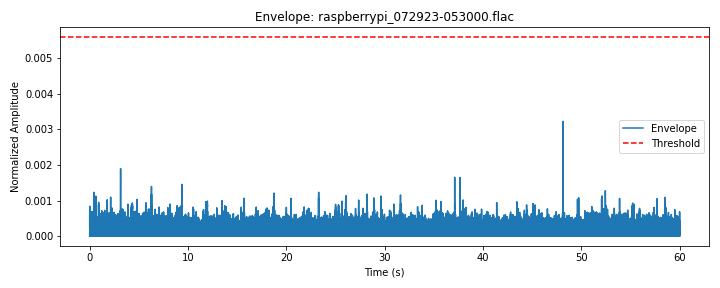 Envelope: raspberrypi_072923-053000.flac
Normalized Amplitude
0.005
0.004
0.003
0.002
0.001
0.000
Envelope
Threshold
0
10
20
30
40
50
60
Time (s)